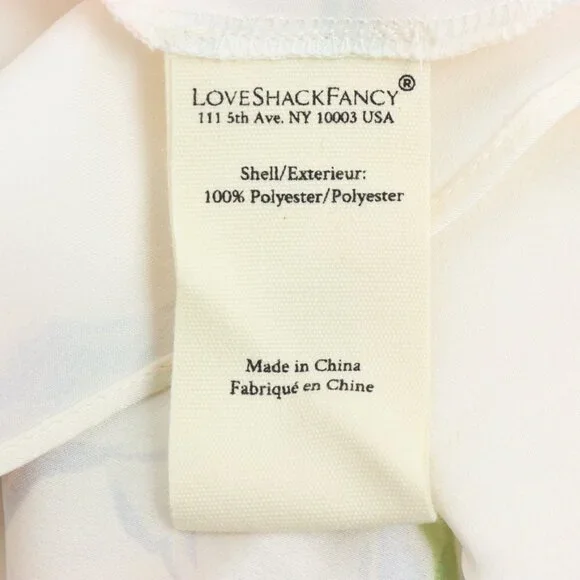 LOVESHACKFANCY®
111 5th Ave. NY 10003 USA
Shell/Exterieur:
100% Polyester/Polyester
Made in China
Fabriqué en Chine